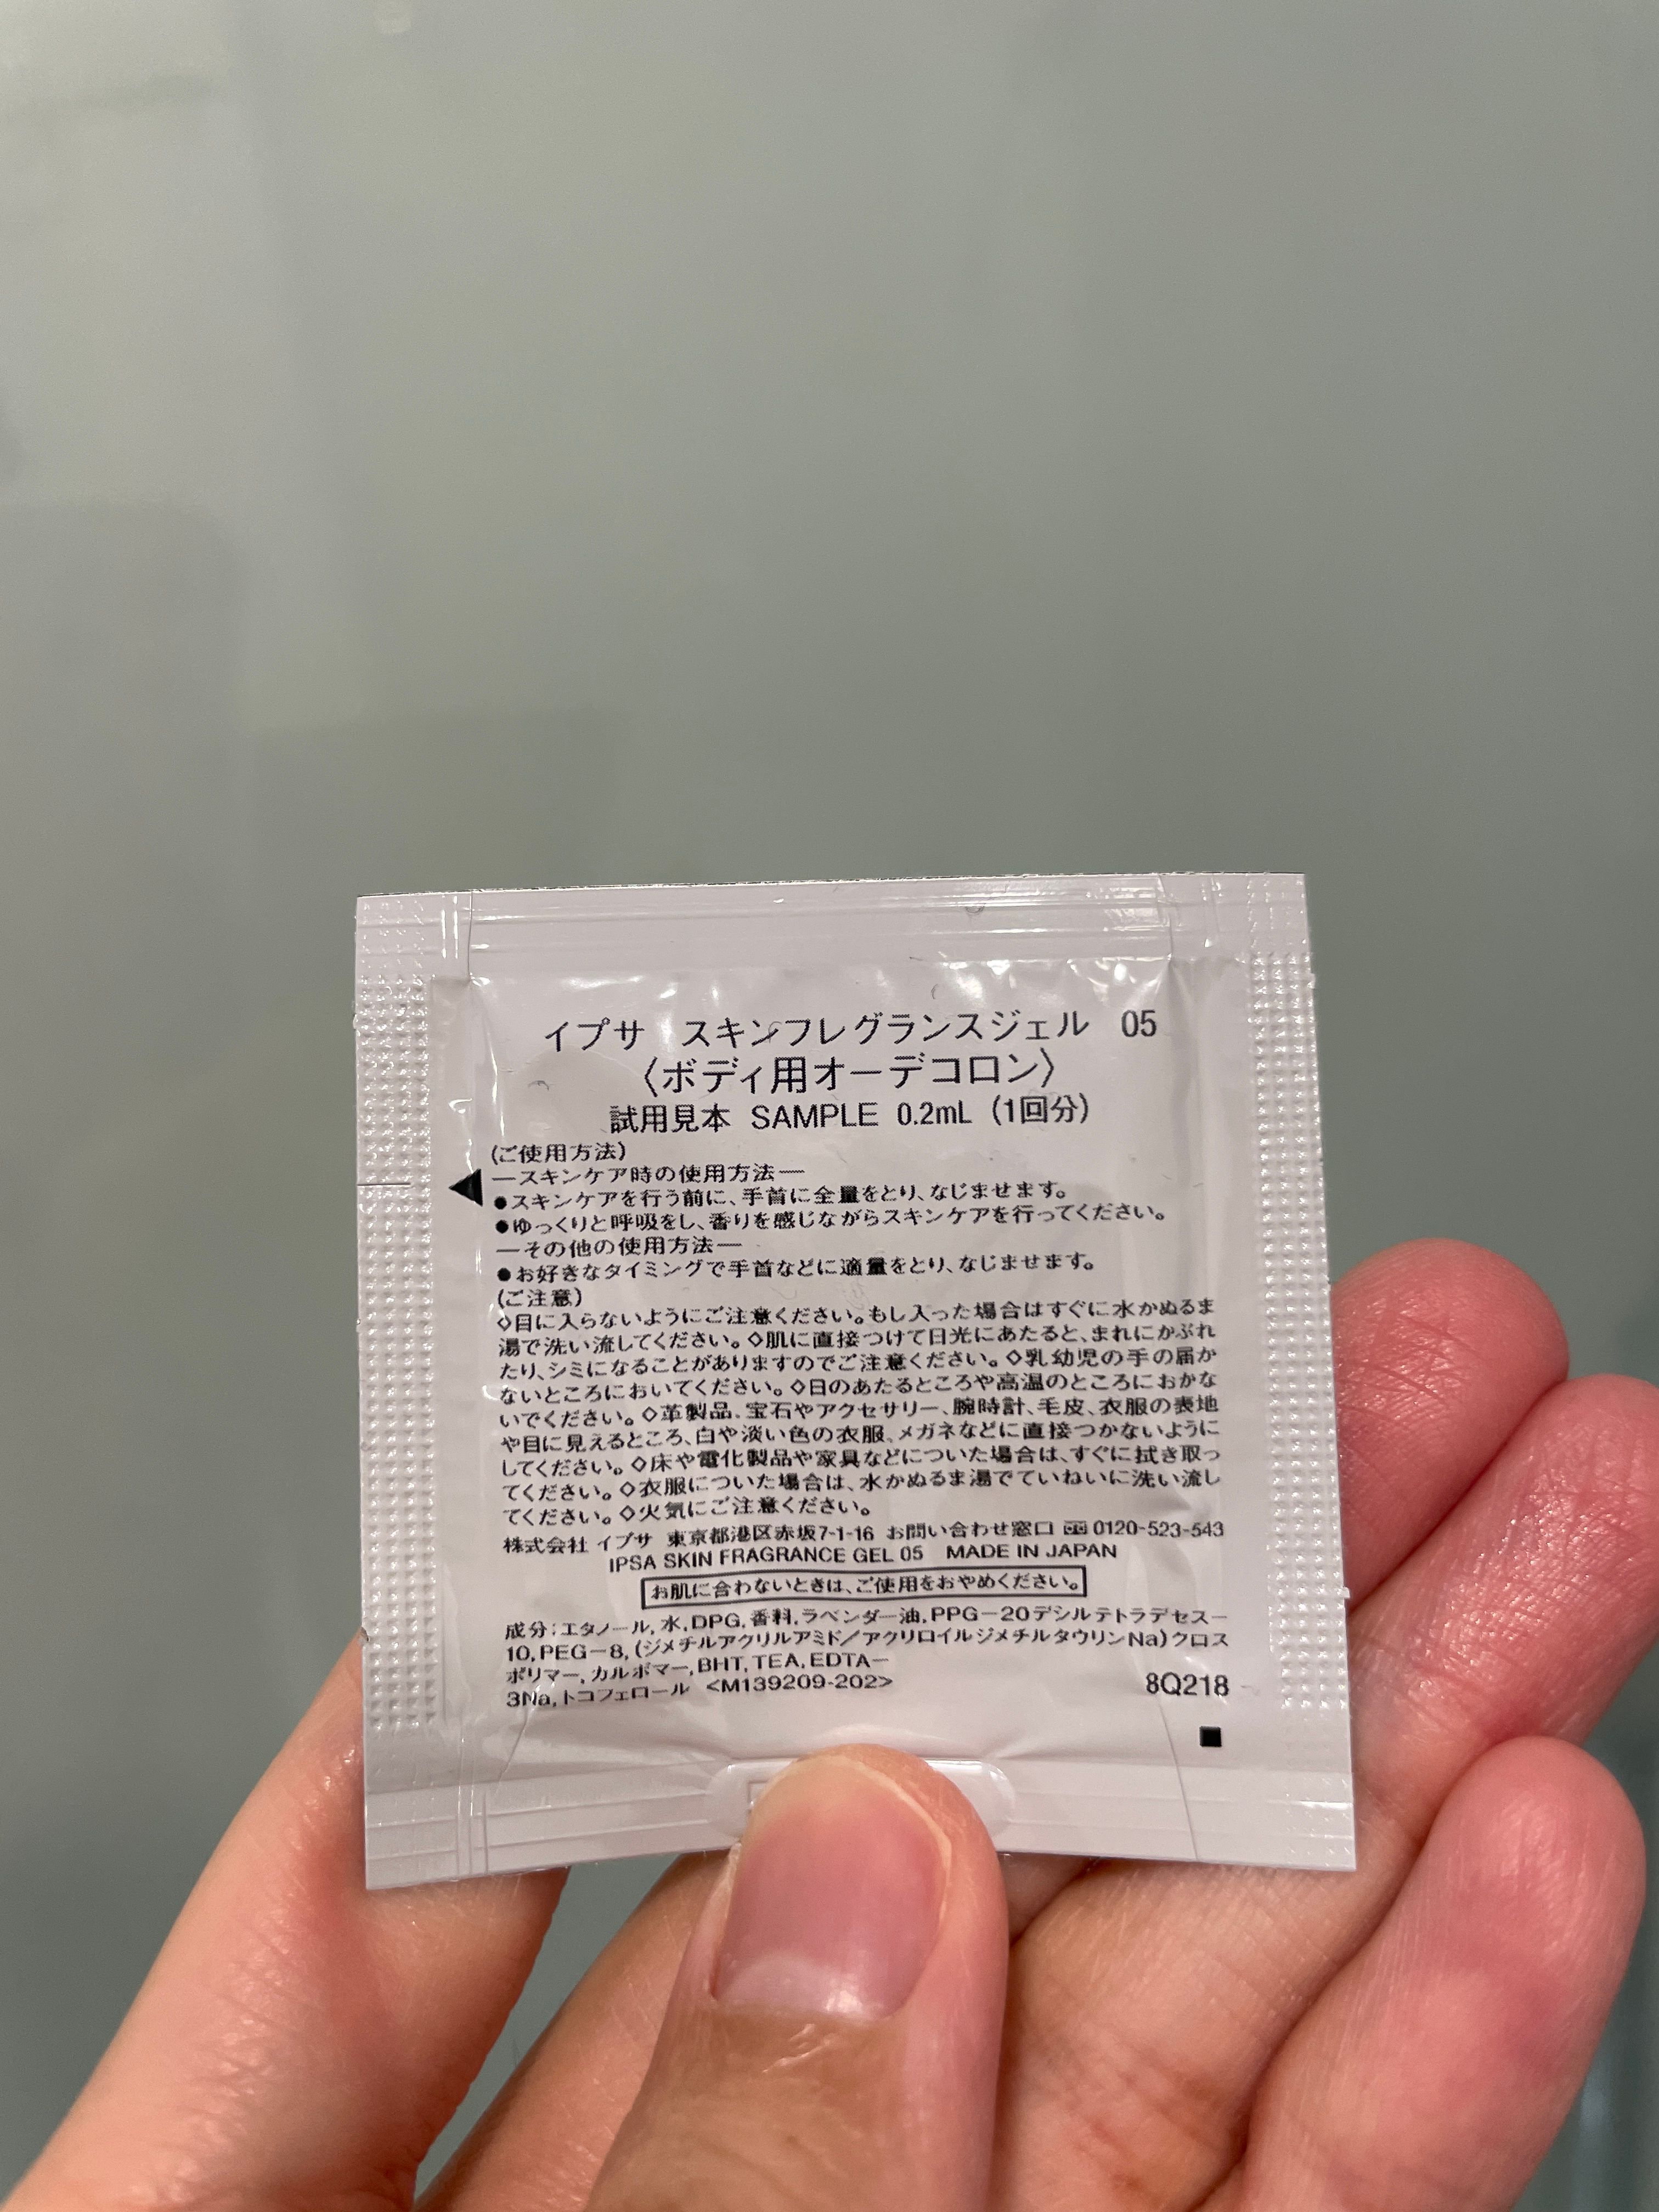 イプサ　スキンフレグランスジェル　05
〈ボディ用オーデコロン〉
試用見本　SAMPLE　0.2mL（1回分）
(ご使用方法)
―スキンケア時の使用方法―
●スキンケアを行う前に、手首に全量をとり、なじませます。
●ゆっくりと呼吸をし、香りを感じながらスキンケアを行ってください。
―その他の使用方法―
●お好きなタイミングで手首などに適量をとり、なじませます。
(ご注意)
◇目に入らないようにご注意ください。もし入った場合はすぐに水かぬるま
湯で洗い流してください。◇肌に直接つけて日光にあたると、まれにかぶれ
たり、シミになることがありますのでご注意ください。◇乳幼児の手の届か
ないところにおいてください。◇日のあたるところや高温のところにおかな
いでください。◇革製品、宝石やアクセサリー、腕時計、毛皮、衣服の表地
や目に見えるところ、白や淡い色の衣服、メガネなどに直接つかないように
してください。◇床や電化製品や家具などについた場合は、すぐに拭き取っ
てください。◇衣服についた場合は、水かぬるま湯でていねいに洗い流し
てください。◇火気にご注意ください。
株式会社 イプサ　東京都港区赤坂7-1-16　お問い合わせ窓口 0120-523-543
IPSA SKIN FRAGRANCE GEL 05　MADE IN JAPAN
お肌に合わないときは、ご使用をおやめください。
成分：エタノール, 水, DPG, 香料, ラベンダー油, PPG－20デシルテトラデセス－
10, PEG－8, (ジメチルアクリルアミド／アクリロイルジメチルタウリンNa)クロス
ポリマー, カルボマー, BHT, TEA, EDTA－
3Na, トコフェロール　<M139209-202>　8Q218